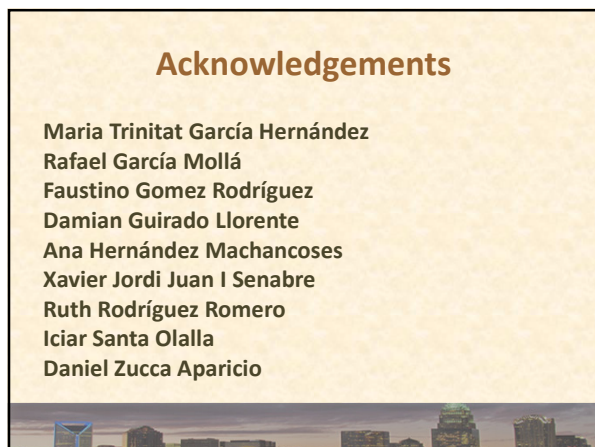 Acknowledgements
Maria Trinitat García Hernández
Rafael García Mollá
Faustino Gomez Rodríguez
Damian Guirado Llorente
Ana Hernández Machancoses
Xavier Jordi Juan I Senabre
Ruth Rodríguez Romero
Iciar Santa Olalla
Daniel Zucca Aparicio